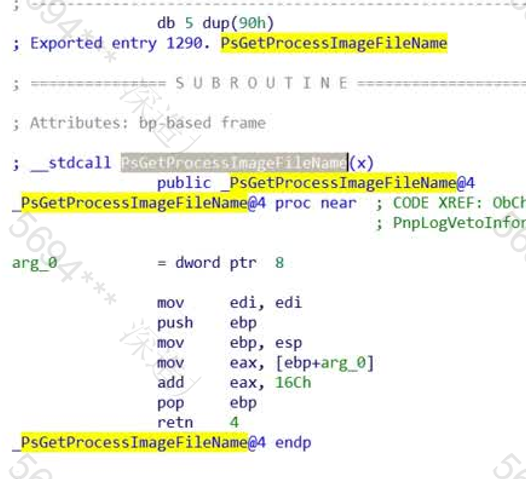 db 5 dup(90h)
; Exported entry 1290. PsGetProcessImageFileName
; =============== S U B R O U T I N E ===================
; Attributes: bp-based frame
; __stdcall PsGetProcessImageFileName(x)
public _PsGetProcessImageFileName@4
_PsGetProcessImageFileName@4 proc near ; CODE XREF: ObCh
; PnpLogVetoInfor
arg_0 = dword ptr 8
mov edi, edi
push ebp
mov ebp, esp
mov eax, [ebp+arg_0]
add eax, 16Ch
pop ebp
retn 4
_PsGetProcessImageFileName@4 endp
5694***
5694***